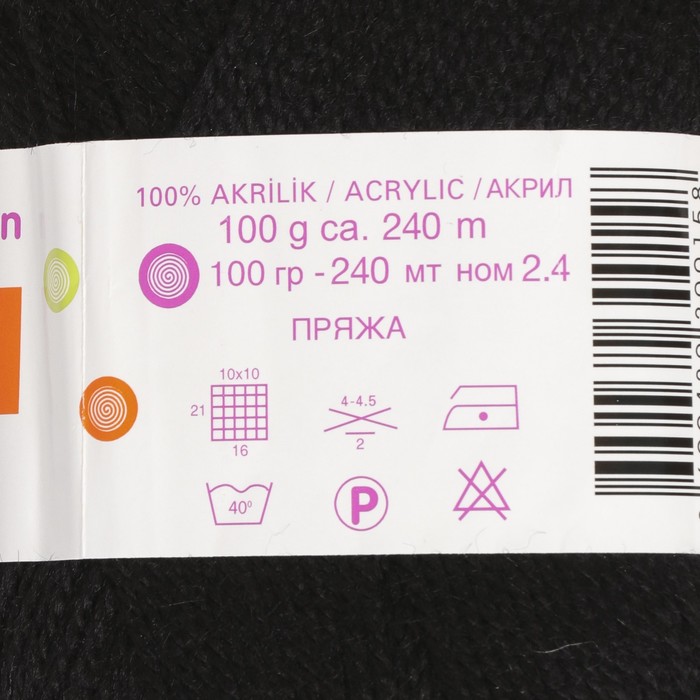 n
100% AKRİLİK / ACRYLIC / АКРИЛ
100 g ca. 240 m
100 гр - 240 мт ном 2.4
ПРЯЖА
10x10
21
16
4-4.5
2
40⁰
P